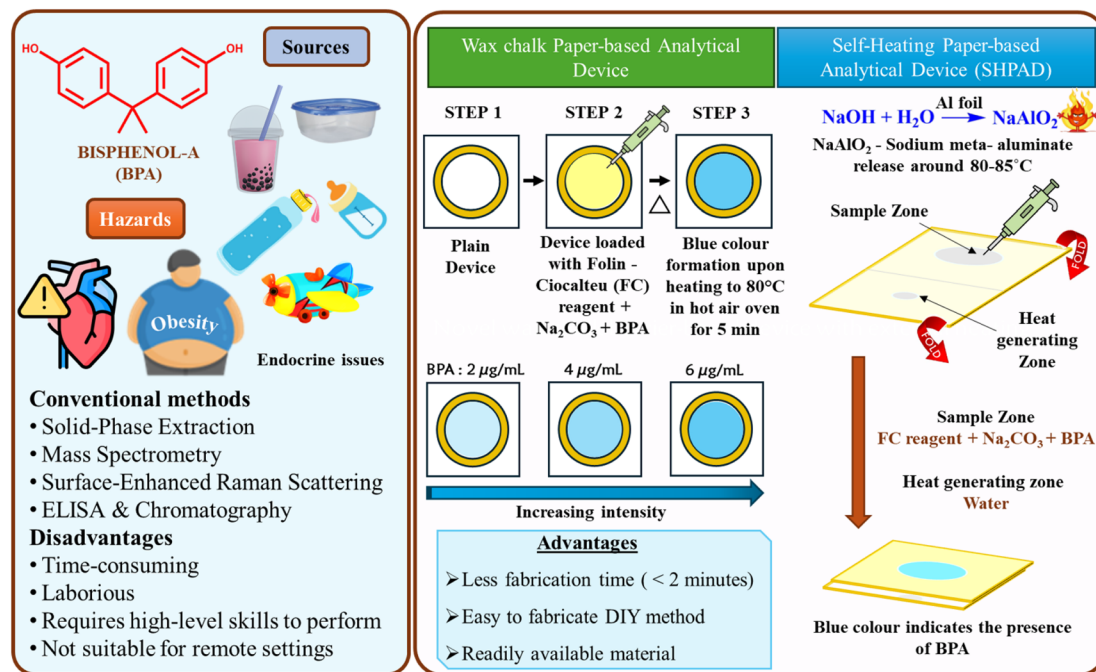 HO
OH
Sources
BISPHENOL-A
(BPA)
Hazards
Obesity
Endocrine issues
Conventional methods
• Solid-Phase Extraction
• Mass Spectrometry
• Surface-Enhanced Raman Scattering
• ELISA & Chromatography
Disadvantages
• Time-consuming
• Laborious
• Requires high-level skills to perform
• Not suitable for remote settings
Wax chalk Paper-based Analytical
Device
STEP 1
STEP 2
STEP 3
Plain
Device
Device loaded
with Folin -
Ciocalteu (FC)
reagent +
Na₂CO₃ + BPA
△
Blue colour
formation upon
heating to 80°C
in hot air oven
for 5 min
BPA : 2 µg/mL
4 µg/mL
6 µg/mL
Increasing intensity
Advantages
➢Less fabrication time ( < 2 minutes)
➢Easy to fabricate DIY method
➢Readily available material
Self-Heating Paper-based
Analytical Device (SHPAD)
Al foil
NaOH + H₂O → NaAlO₂
NaAlO₂ - Sodium meta- aluminate
release around 80-85˚C
Sample Zone
FOLD
FOLD
Heat
generating
Zone
Sample Zone
FC reagent + Na₂CO₃ + BPA
Heat generating zone
Water
Blue colour indicates the presence
of BPA